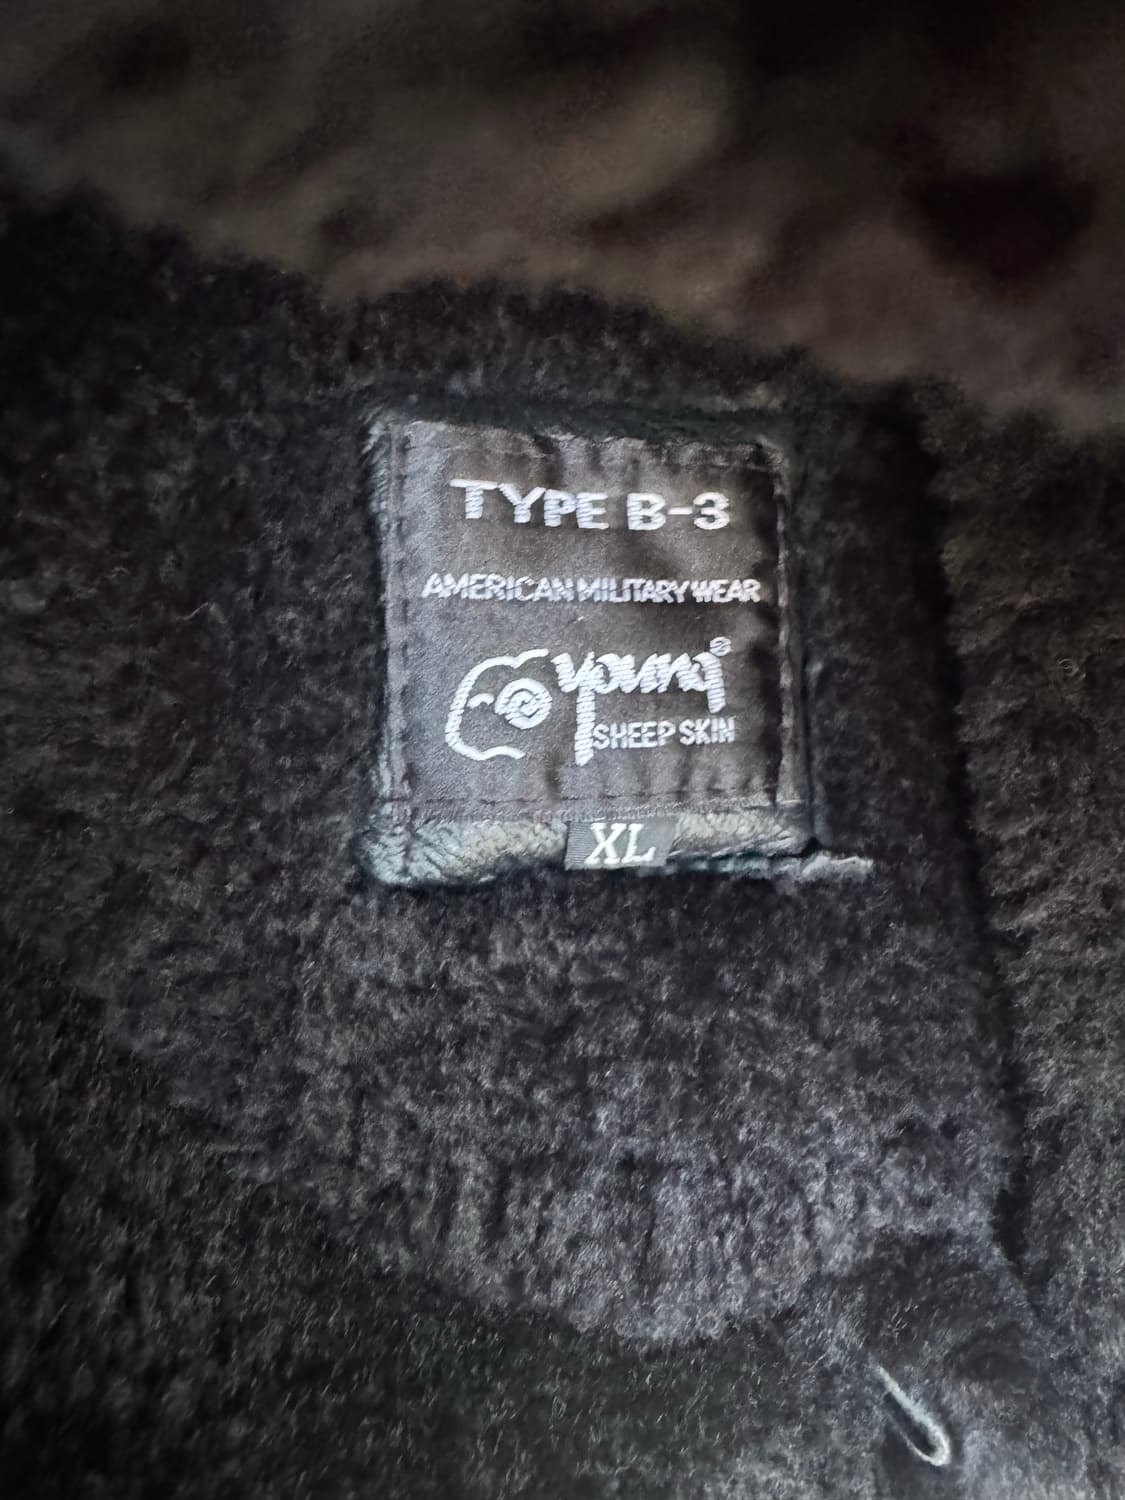 TYPE B-3
AMERICAN MILITARY WEAR
young®
SHEEP SKIN
XL